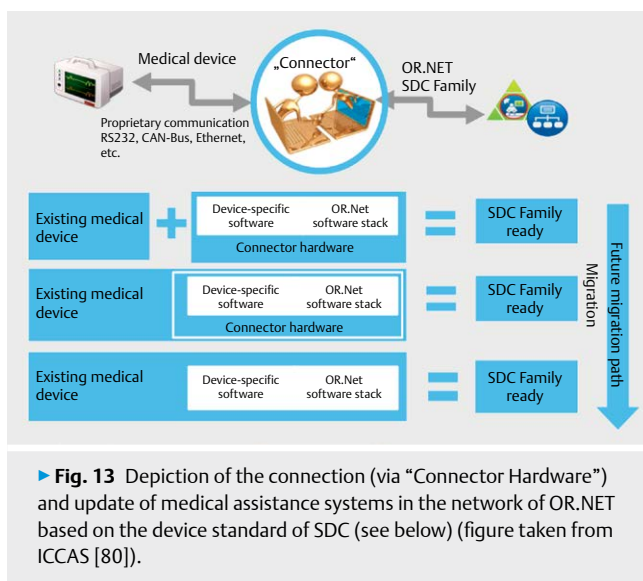 Medical device
„Connector“
OR.NET
SDC Family
Proprietary communication
RS232, CAN-Bus, Ethernet,
etc.
Existing medical
device
+
Device-specific
software
OR.Net
software stack
Connector hardware
=
SDC Family
ready
Existing medical
device
Device-specific
software
OR.Net
software stack
Connector hardware
=
SDC Family
ready
Existing medical
device
Device-specific
software
OR.Net
software stack
=
SDC Family
ready
Migration
Future migration path
► Fig. 13 Depiction of the connection (via “Connector Hardware”)
and update of medical assistance systems in the network of OR.NET
based on the device standard of SDC (see below) (figure taken from
ICCAS [80]).